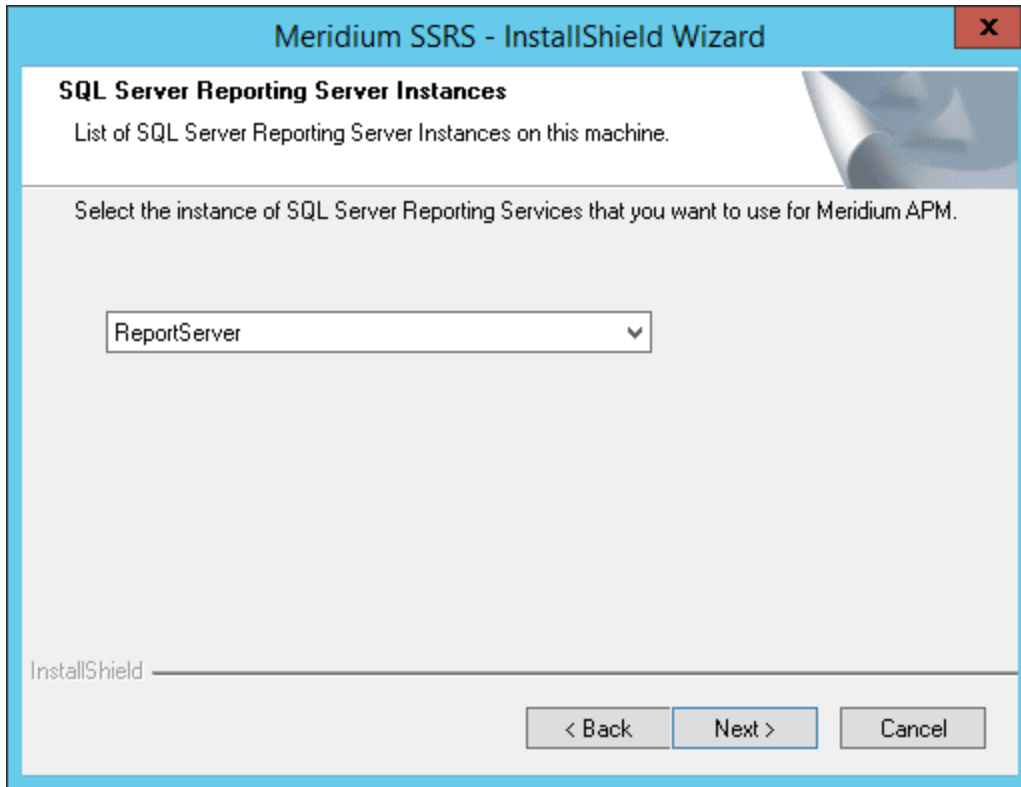 Meridium SSRS - InstallShield Wizard
x
SQL Server Reporting Server Instances
List of SQL Server Reporting Server Instances on this machine.
Select the instance of SQL Server Reporting Services that you want to use for Meridium APM.
ReportServer
InstallShield
< Back Next > Cancel